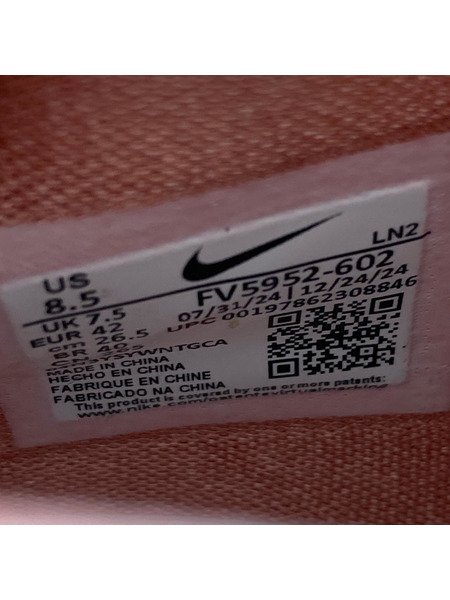 LN2
US
8.5
FV5952-602
UK 7.5
07/31/24 | 12/24/24
EUR 42
UPC 00197862308846
cm 26.5
BR
MADE IN CHINA
HECHO EN CHINA
FABRIQUE EN CHINE
FABRICADO NA CHINA
This product is covered by one or more patents: